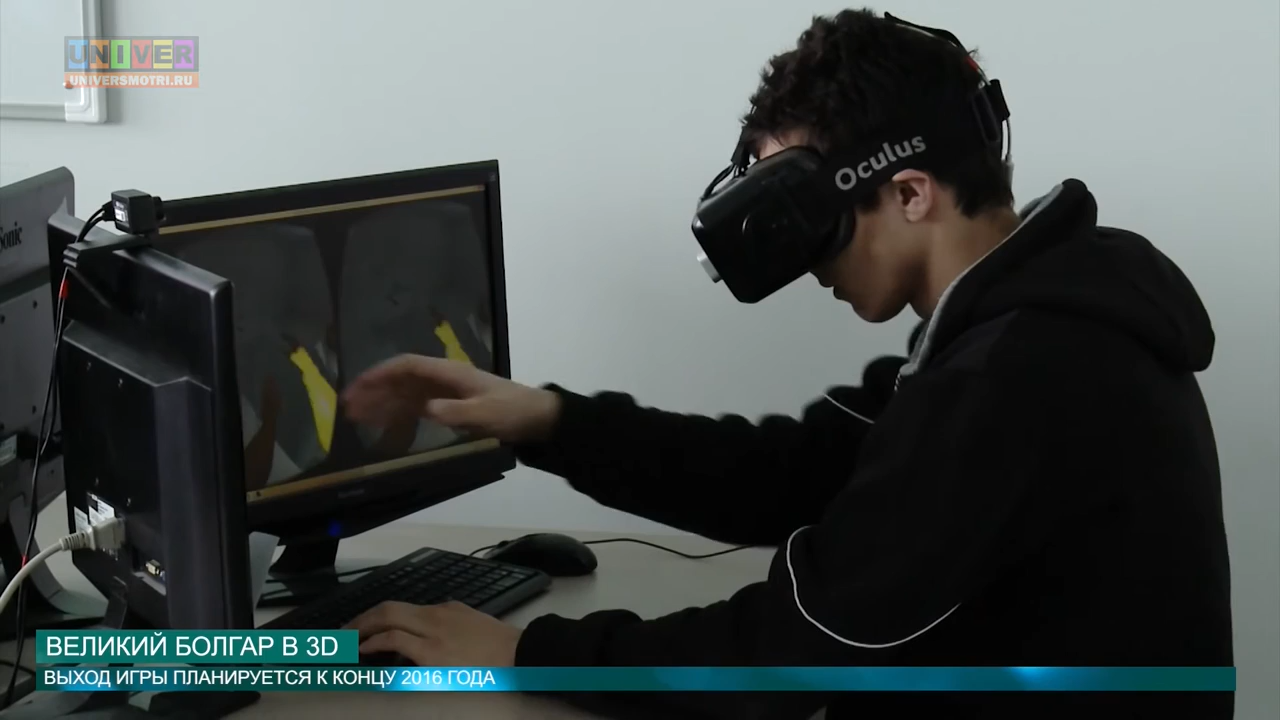 UNIVER
UNIVERSMOTRI.RU
Oculus
ВЕЛИКИЙ БОЛГАР В 3D
ВЫХОД ИГРЫ ПЛАНИРУЕТСЯ К КОНЦУ 2016 ГОДА